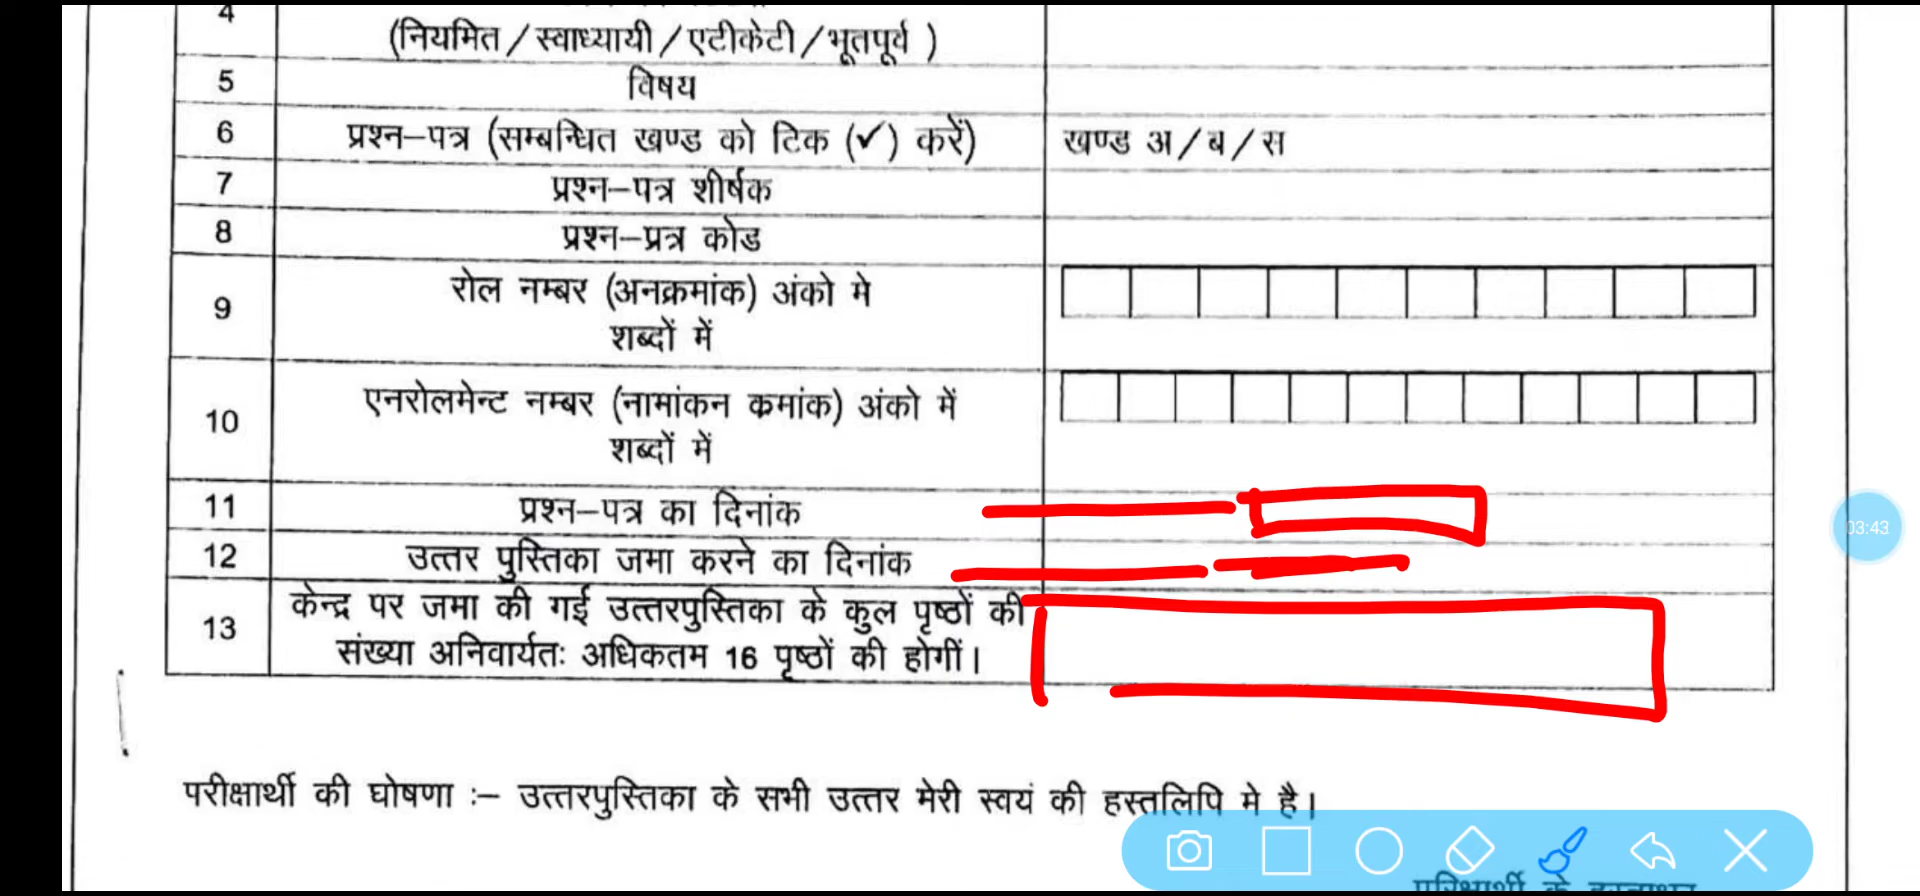 4
(नियमित / स्वाध्यायी / एटीकेटी / भूतपूर्व )
5 विषय
6 प्रश्न–पत्र (सम्बन्धित खण्ड को टिक (✓) करें) खण्ड अ / ब / स
7 प्रश्न–पत्र शीर्षक
8 प्रश्न–प्रत्र कोड
9 रोल नम्बर (अनक्रमांक) अंको मे
शब्दों में
10 एनरोलमेन्ट नम्बर (नामांकन क्रमांक) अंको में
शब्दों में
11 प्रश्न–पत्र का दिनांक
12 उत्तर पुस्तिका जमा करने का दिनांक
13 केन्द्र पर जमा की गई उत्तरपुस्तिका के कुल पृष्ठों की
संख्या अनिवार्यतः अधिकतम 16 पृष्ठों की होगीं।
परीक्षार्थी की घोषणा :– उत्तरपुस्तिका के सभी उत्तर मेरी स्वयं की हस्तलिपि मे है।
03:43